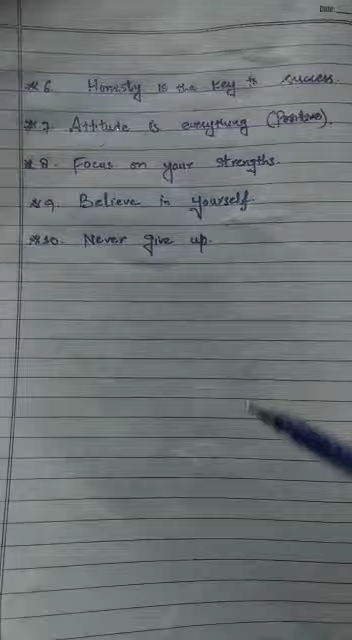 Date:
*6. Honesty is the key to success.
*7. Attitude is everything (Positive).
*8. Focus on your strengths.
*9. Believe in yourself.
*10. Never give up.